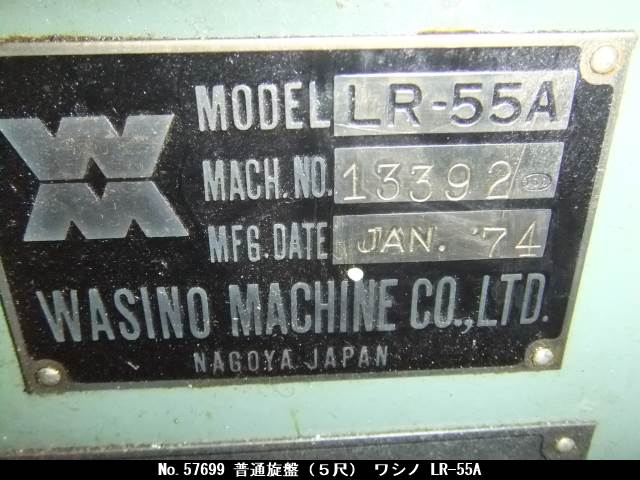 MODEL LR-55A
MACH. NO. 13392
MFG. DATE JAN. '74
WASINO MACHINE CO., LTD.
NAGOYA JAPAN
No.57699 普通旋盤（５尺） ワシノ LR-55A